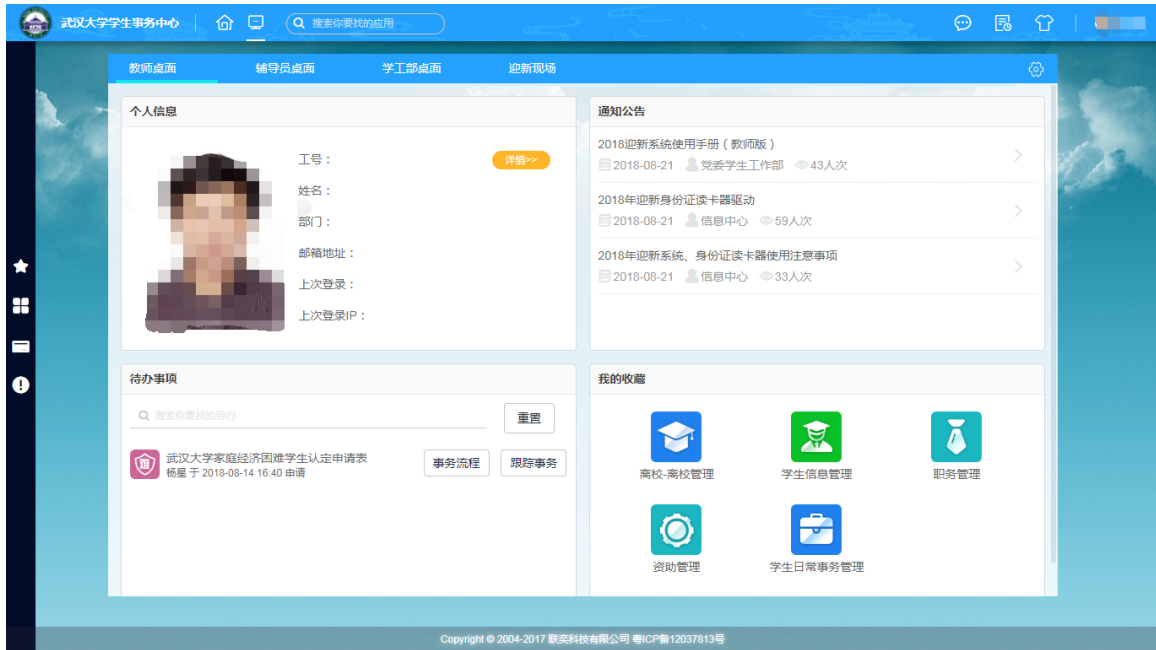 武汉大学学生事务中心
搜索你要找的应用
教师桌面 辅导员桌面 学工部桌面 迎新现场
个人信息
工号：
详情>>
姓名：
部门：
邮箱地址：
上次登录：
上次登录IP：
通知公告
2018迎新系统使用手册（教师版）
2018-08-21 党委学生工作部 43人次
2018年迎新身份证读卡器驱动
2018-08-21 信息中心 59人次
2018年迎新系统、身份证读卡器使用注意事项
2018-08-21 信息中心 33人次
待办事项
搜索你要找的待办
重置
难
武汉大学家庭经济困难学生认定申请表
杨星 于 2018-08-14 16:40 申请
事务流程 跟踪事务
我的收藏
离校-离校管理 学生信息管理 职务管理
资助管理 学生日常事务管理
Copyright © 2004-2017 联奕科技有限公司 粤ICP备12037813号